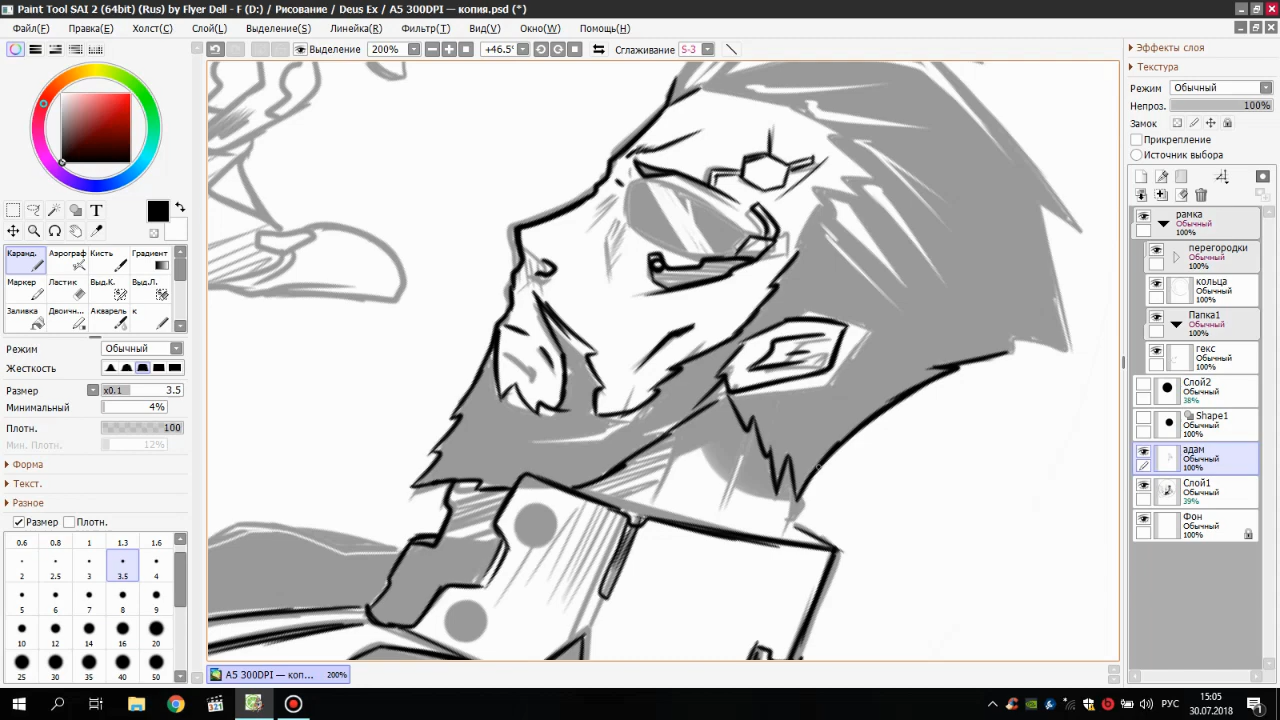 Paint Tool SAI 2 (64bit) (Rus) by Flyer Dell - F (D:) / Рисование / Deus Ex / A5 300DPI — копия.psd (*)
Файл(F) Правка(E) Холст(C) Слой(L) Выделение(S) Линейка(R) Фильтр(T) Вид(V) Окно(W) Помощь(H)
Выделение 200% +46.5° Сглаживание S-3
T
Каранд. Аэрограф Кисть Градиент
Маркер Ластик Выд.К. Выд.Л.
Заливка Двоичн... Акварель к
Режим Обычный
Жесткость
Размер x0.1 3.5
Минимальный 4%
Плотн. 100
Мин. Плотн. 12%
Форма
Текст.
Разное
Размер Плотн.
0.6 0.8 1 1.3 1.6
2 2.5 3 3.5 4
5 6 7 8 9
10 12 14 16 20
25 30 35 40 50
A5 300DPI — коп... 200%
Эффекты слоя
Текстура
Режим Обычный
Непроз. 100%
Замок
Прикрепление
Источник выбора
рамка
Обычный
100%
перегородки
Обычный
100%
кольца
Обычный
100%
Папка1
Обычный
100%
гекс
Обычный
100%
Слой2
Обычный
38%
Shape1
Обычный
100%
адам
Обычный
100%
Слой1
Обычный
39%
Фон
Обычный
100%
321
РУС
15:05
30.07.2018
1